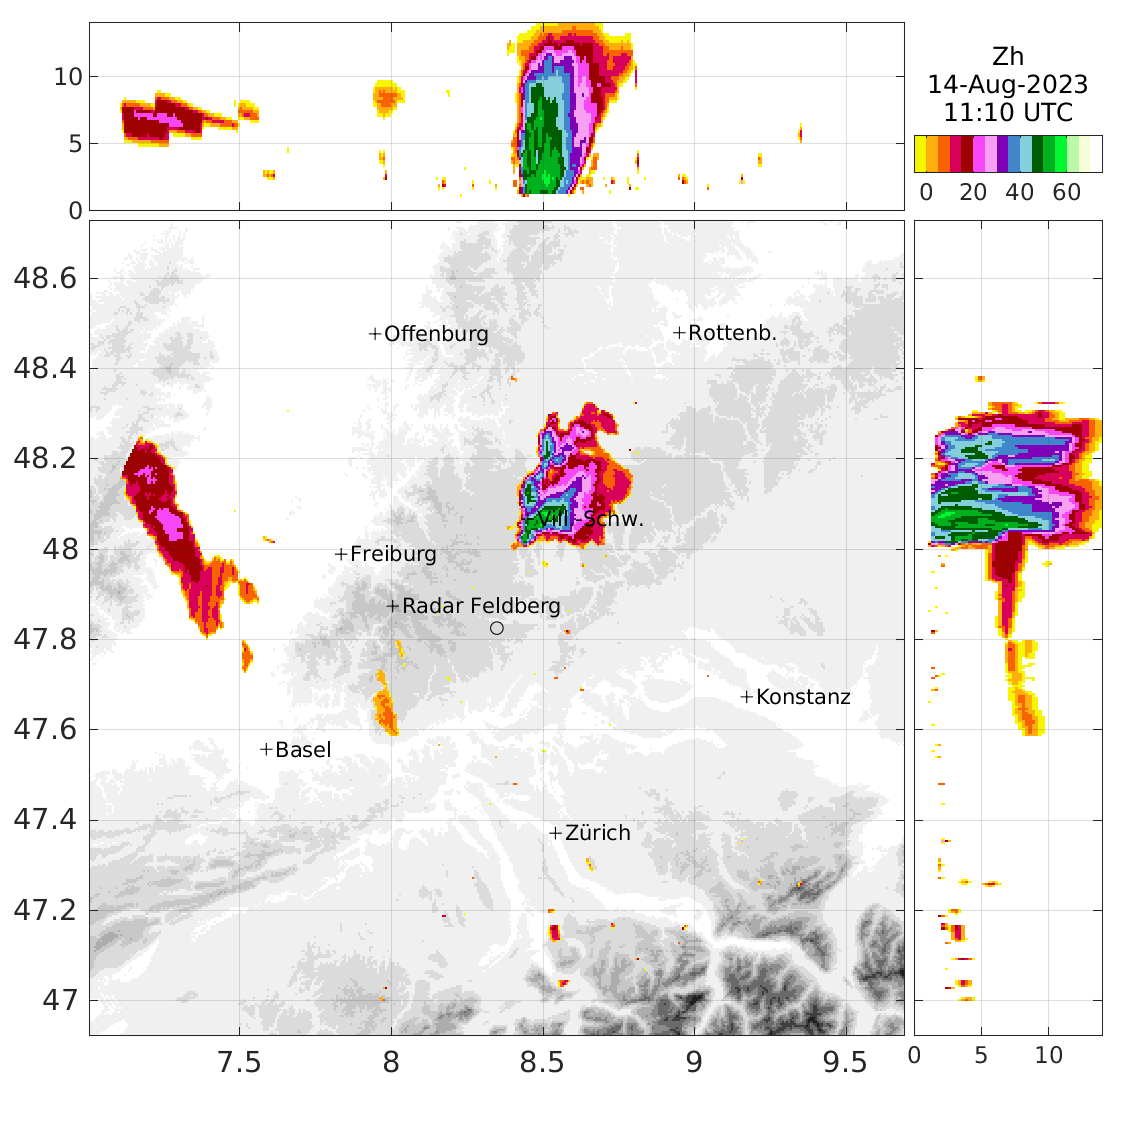 10
5
0
Zh
14-Aug-2023
11:10 UTC
0 20 40 60
48.6
48.4
48.2
48
47.8
47.6
47.4
47.2
47
+Offenburg
+Rottenb.
+Vill.-Schw.
+Freiburg
+Radar Feldberg
+Konstanz
+Basel
+Zürich
7.5 8 8.5 9 9.5
0 5 10